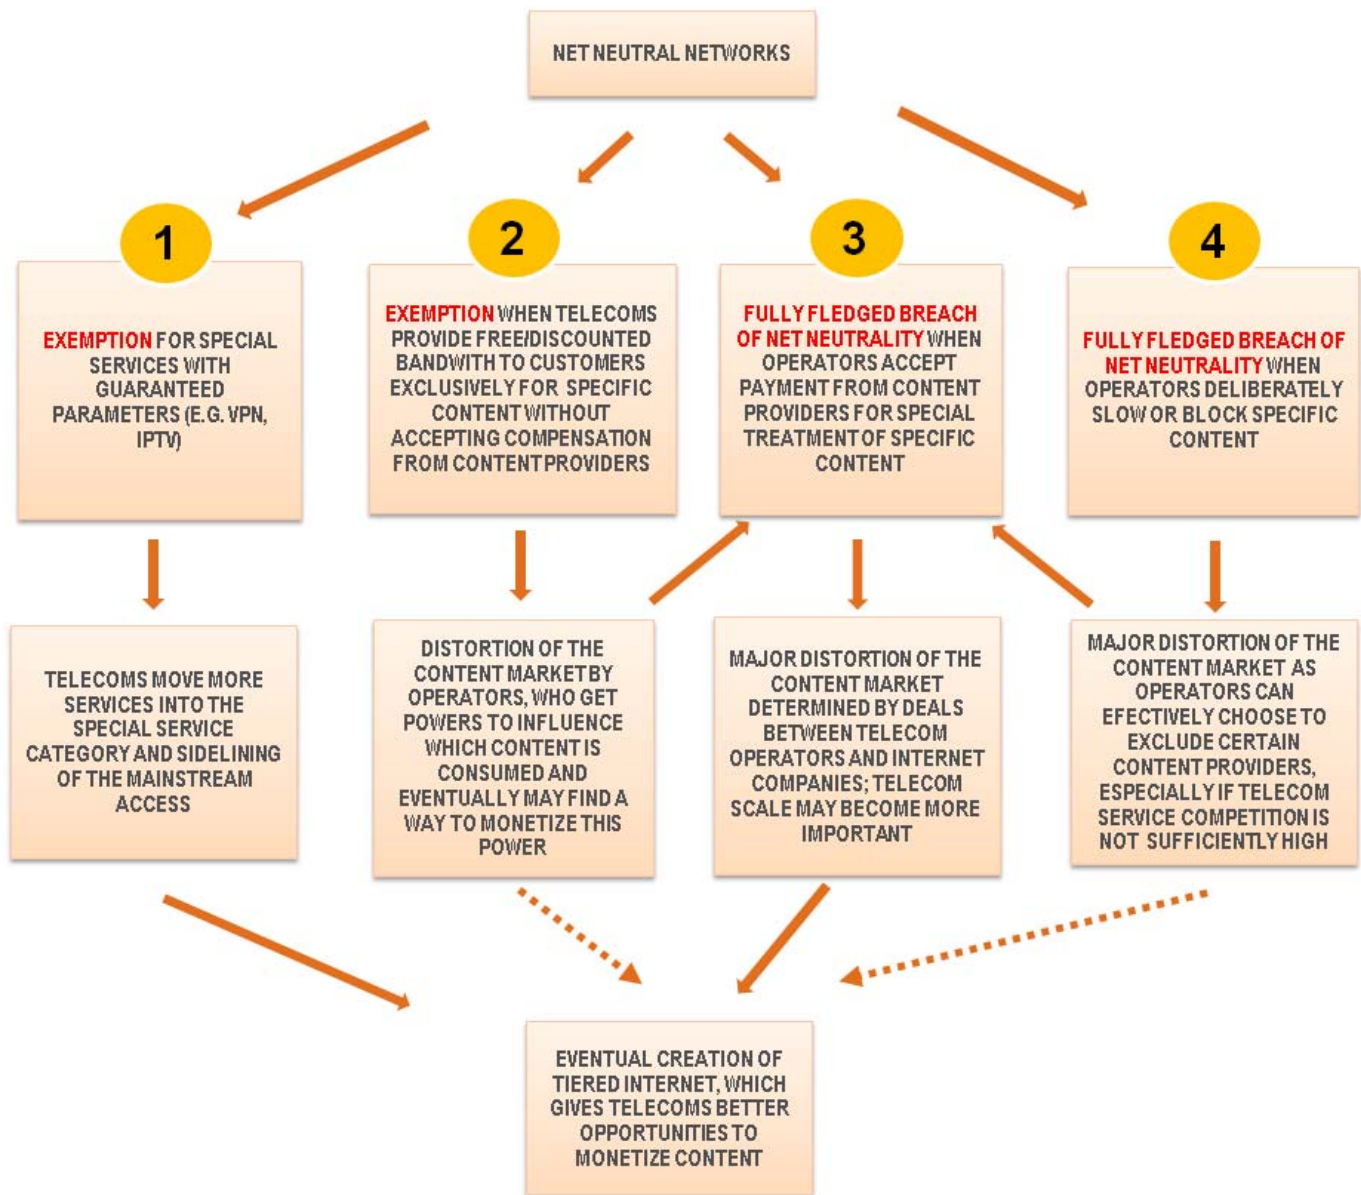 NET NEUTRAL NETWORKS
1
EXEMPTION FOR SPECIAL
SERVICES WITH
GUARANTEED
PARAMETERS (E.G. VPN,
IPTV)
2
EXEMPTION WHEN TELECOMS
PROVIDE FREE/DISCOUNTED
BANDWITH TO CUSTOMERS
EXCLUSIVELY FOR SPECIFIC
CONTENT WITHOUT
ACCEPTING COMPENSATION
FROM CONTENT PROVIDERS
3
FULLY FLEDGED BREACH
OF NET NEUTRALITY WHEN
OPERATORS ACCEPT
PAYMENT FROM CONTENT
PROVIDERS FOR SPECIAL
TREATMENT OF SPECIFIC
CONTENT
4
FULLY FLEDGED BREACH OF
NET NEUTRALITY WHEN
OPERATORS DELIBERATELY
SLOW OR BLOCK SPECIFIC
CONTENT
TELECOMS MOVE MORE
SERVICES INTO THE
SPECIAL SERVICE
CATEGORY AND SIDELINING
OF THE MAINSTREAM
ACCESS
DISTORTION OF THE
CONTENT MARKET BY
OPERATORS, WHO GET
POWERS TO INFLUENCE
WHICH CONTENT IS
CONSUMED AND
EVENTUALLY MAY FIND A
WAY TO MONETIZE THIS
POWER
MAJOR DISTORTION OF THE
CONTENT MARKET
DETERMINED BY DEALS
BETWEEN TELECOM
OPERATORS AND INTERNET
COMPANIES; TELECOM
SCALE MAY BECOME MORE
IMPORTANT
MAJOR DISTORTION OF THE
CONTENT MARKET AS
OPERATORS CAN
EFECTIVELY CHOOSE TO
EXCLUDE CERTAIN
CONTENT PROVIDERS,
ESPECIALLY IF TELECOM
SERVICE COMPETITION IS
NOT SUFFICIENTLY HIGH
EVENTUAL CREATION OF
TIERED INTERNET, WHICH
GIVES TELECOMS BETTER
OPPORTUNITIES TO
MONETIZE CONTENT